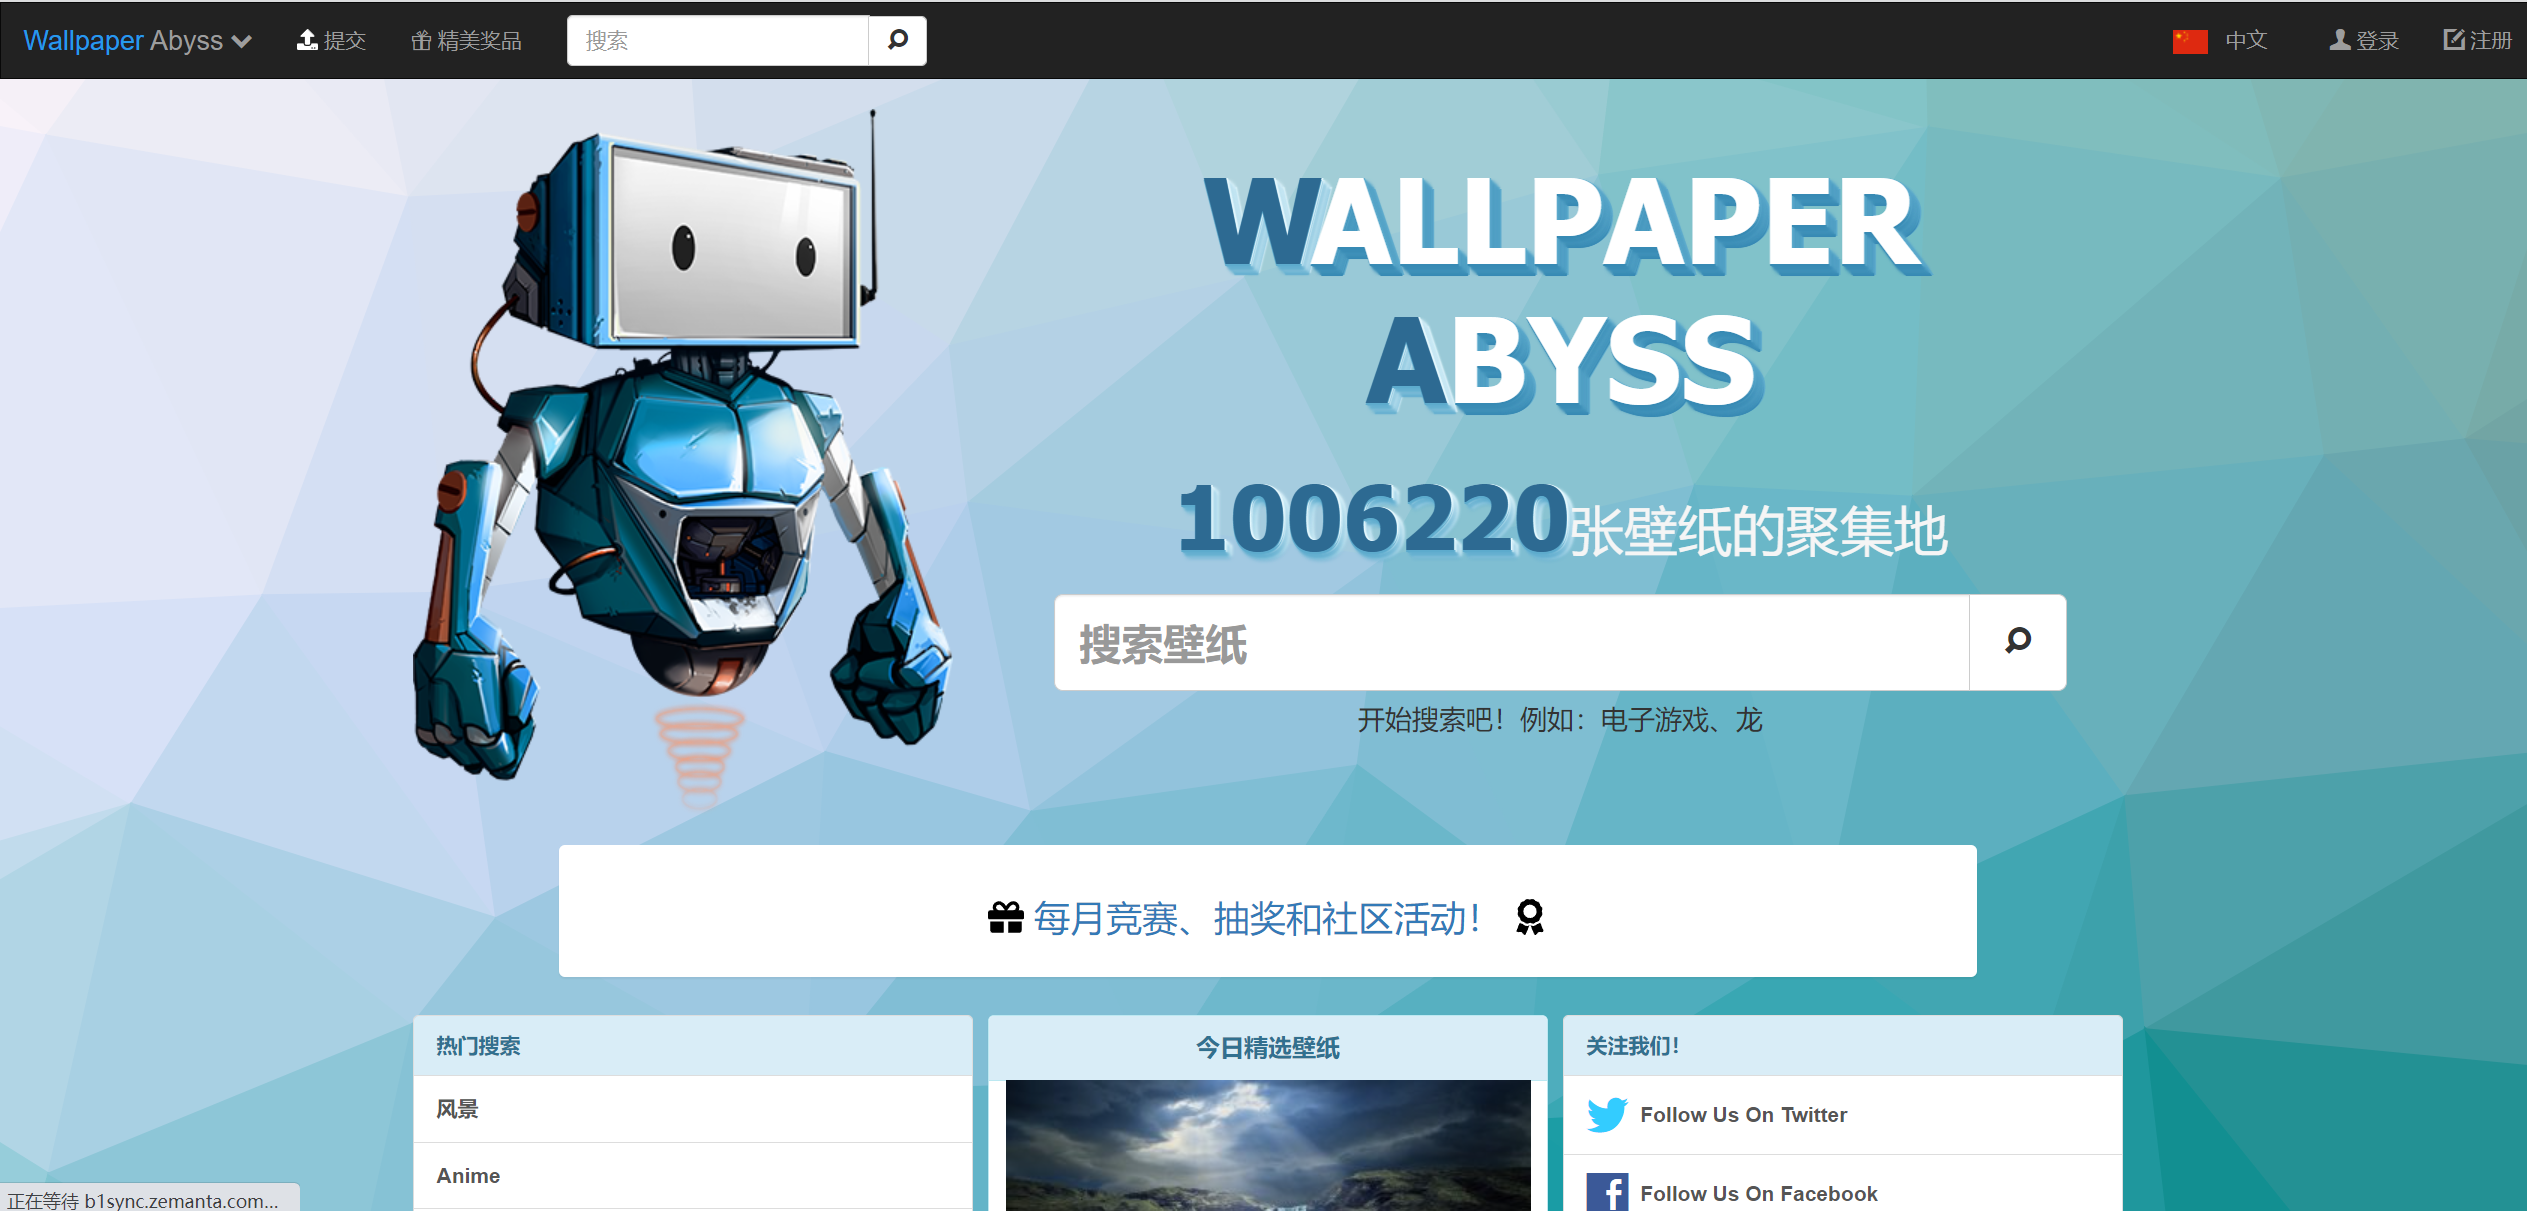 Wallpaper Abyss 提交 精美奖品 搜索 中文 登录 注册
WALLPAPER
ABYSS
1006220张壁纸的聚集地
搜索壁纸
开始搜索吧！例如：电子游戏、龙
每月竞赛、抽奖和社区活动！
热门搜索
风景
Anime
今日精选壁纸
关注我们！
Follow Us On Twitter
Follow Us On Facebook
正在等待 b1sync.zemanta.com...